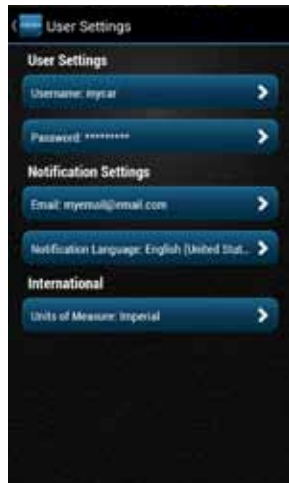 User Settings
User Settings
Username: mycar
Password: *********
Notification Settings
Email: myemail@email.com
Notification Language: English (United Stat...
International
Units of Measure: Imperial